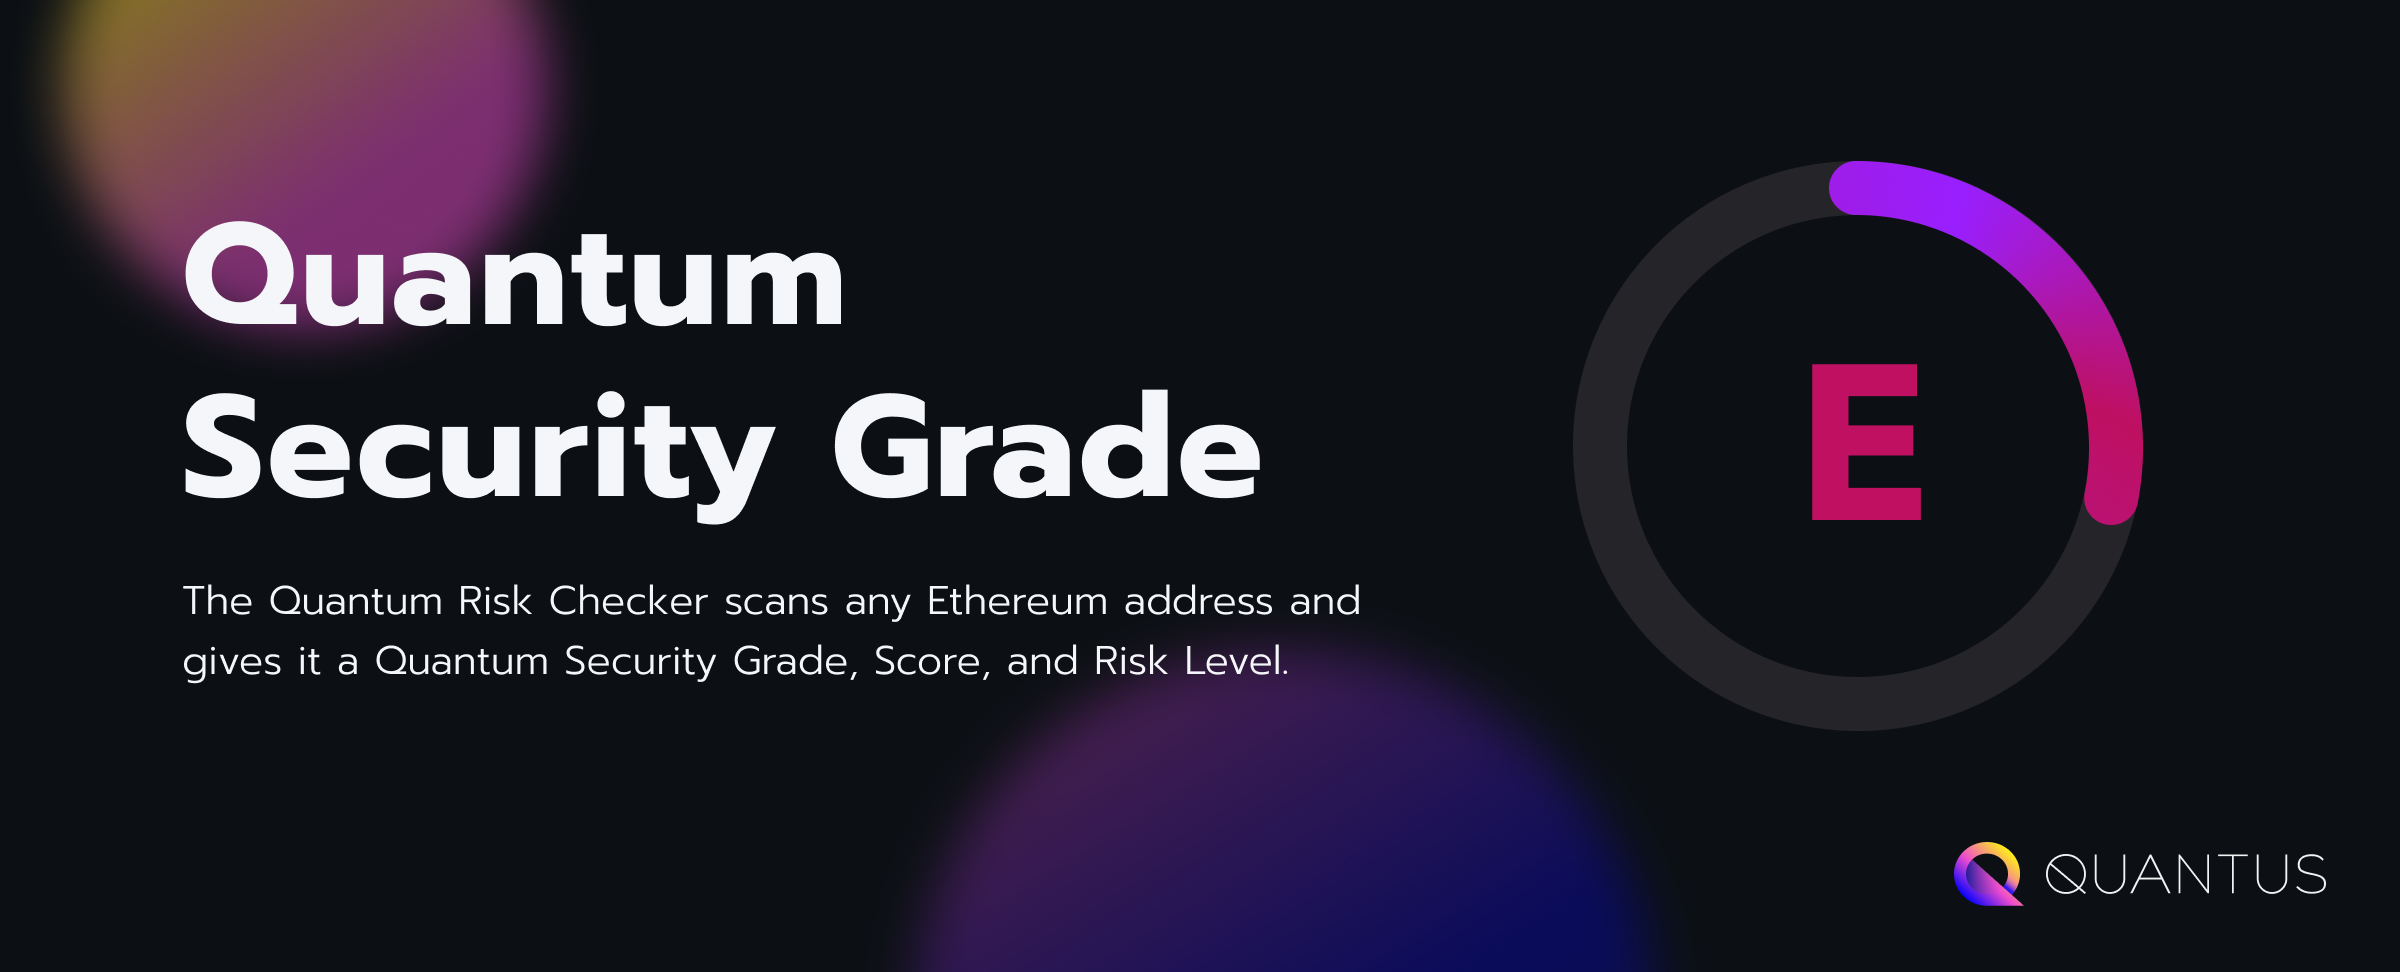 Quantum
Security Grade
The Quantum Risk Checker scans any Ethereum address and
gives it a Quantum Security Grade, Score, and Risk Level.
E
QUANTUS